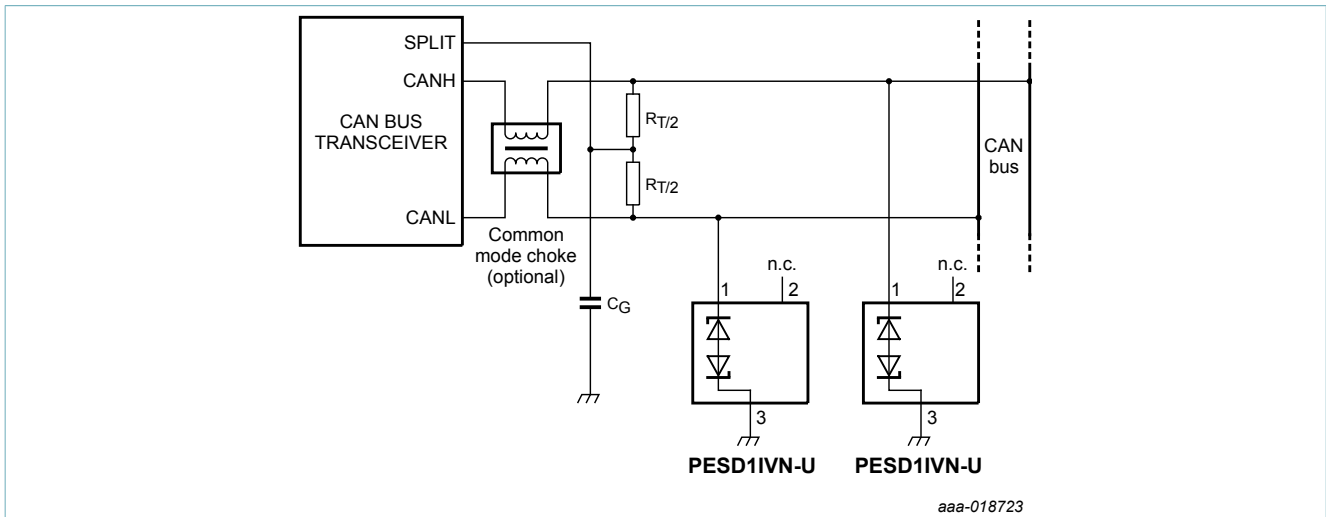 SPLIT
CANH
CAN BUS
TRANSCEIVER
CANL
Common
mode choke
(optional)
RT/2
RT/2
CG
CAN
bus
n.c.
1
2
3
PESD1IVN-U
n.c.
1
2
3
PESD1IVN-U
aaa-018723